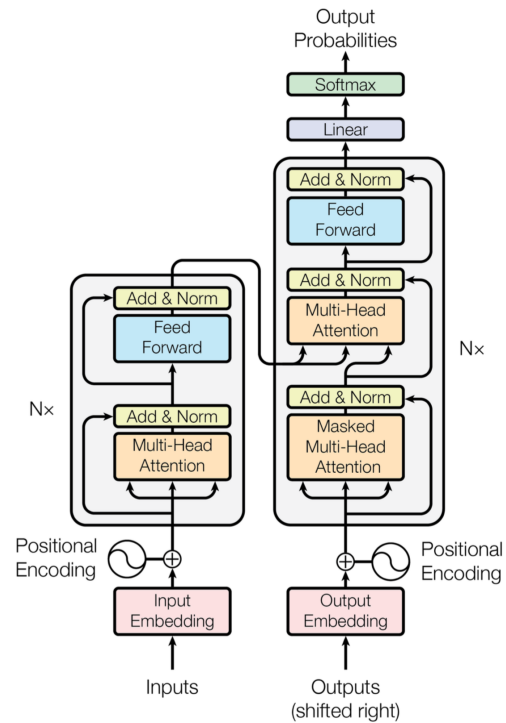 Output
Probabilities
Softmax
Linear
Add & Norm
Feed
Forward
Add & Norm
Multi-Head
Attention
Add & Norm
Masked
Multi-Head
Attention
Nx
Positional
Encoding
Output
Embedding
Outputs
(shifted right)
Add & Norm
Feed
Forward
Add & Norm
Multi-Head
Attention
Nx
Positional
Encoding
Input
Embedding
Inputs